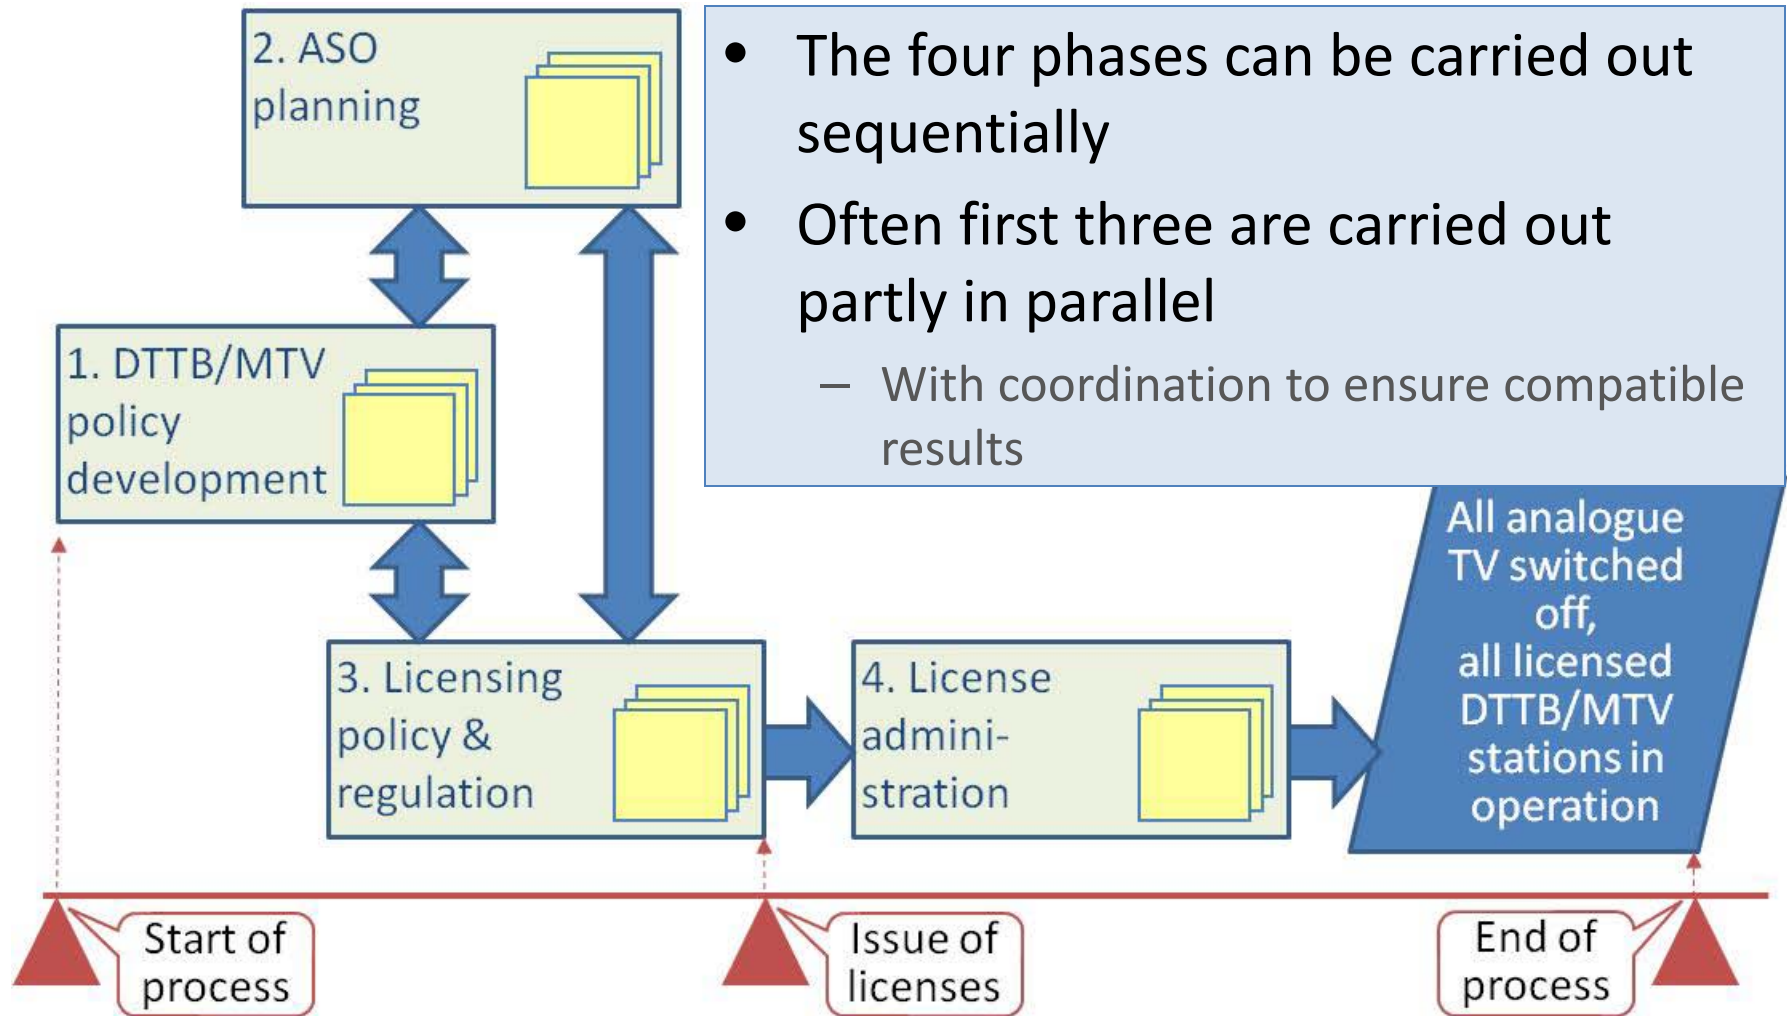 2. ASO
planning
• The four phases can be carried out
sequentially
• Often first three are carried out
partly in parallel
– With coordination to ensure compatible
results
1. DTTB/MTV
policy
development
3. Licensing
policy &
regulation
4. License
admini-
stration
All analogue
TV switched
off,
all licensed
DTTB/MTV
stations in
operation
Start of
process
Issue of
licenses
End of
process